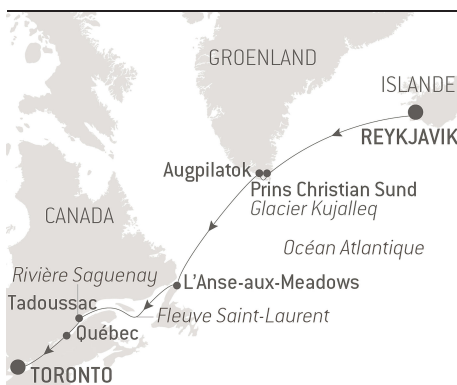 GROENLAND
ISLANDE
REYKJAVIK
Augpilatok
Prins Christian Sund
Glacier Kujalleq
CANADA
Océan Atlantique
Rivière Saguenay
L'Anse-aux-Meadows
Tadoussac
Fleuve Saint-Laurent
Québec
TORONTO